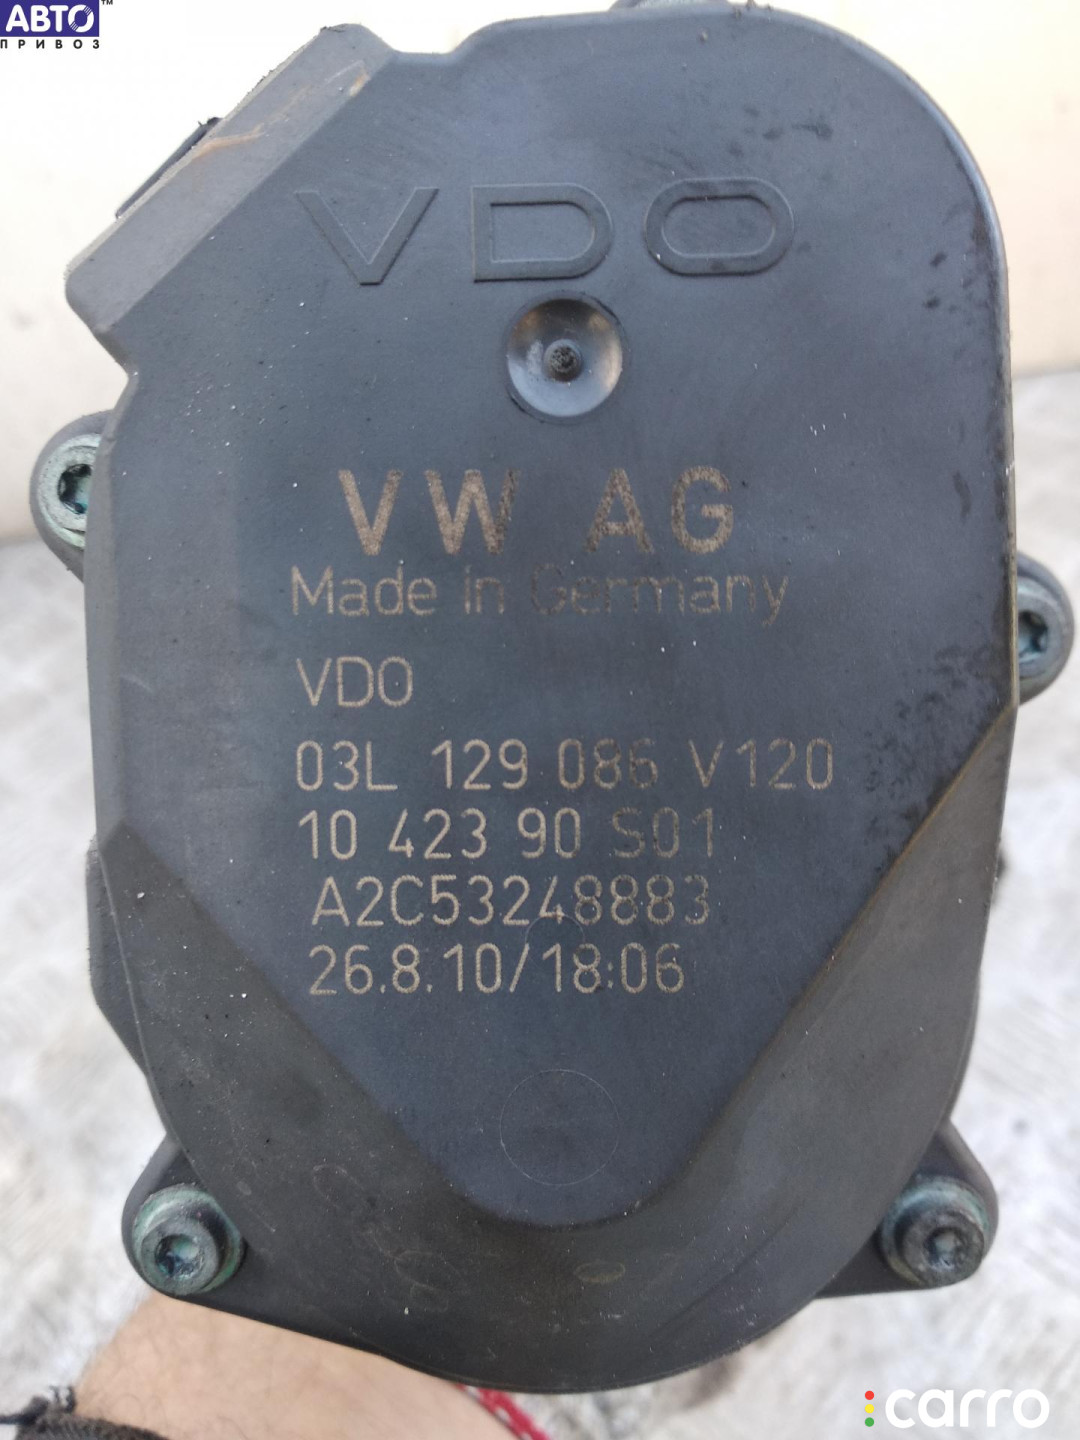 АВТО™
ПРИВОЗ
VDO
VW AG
Made in Germany
VDO
03L 129 086 V120
10 423 90 S01
A2C53248883
26.8.10/18:06
carro